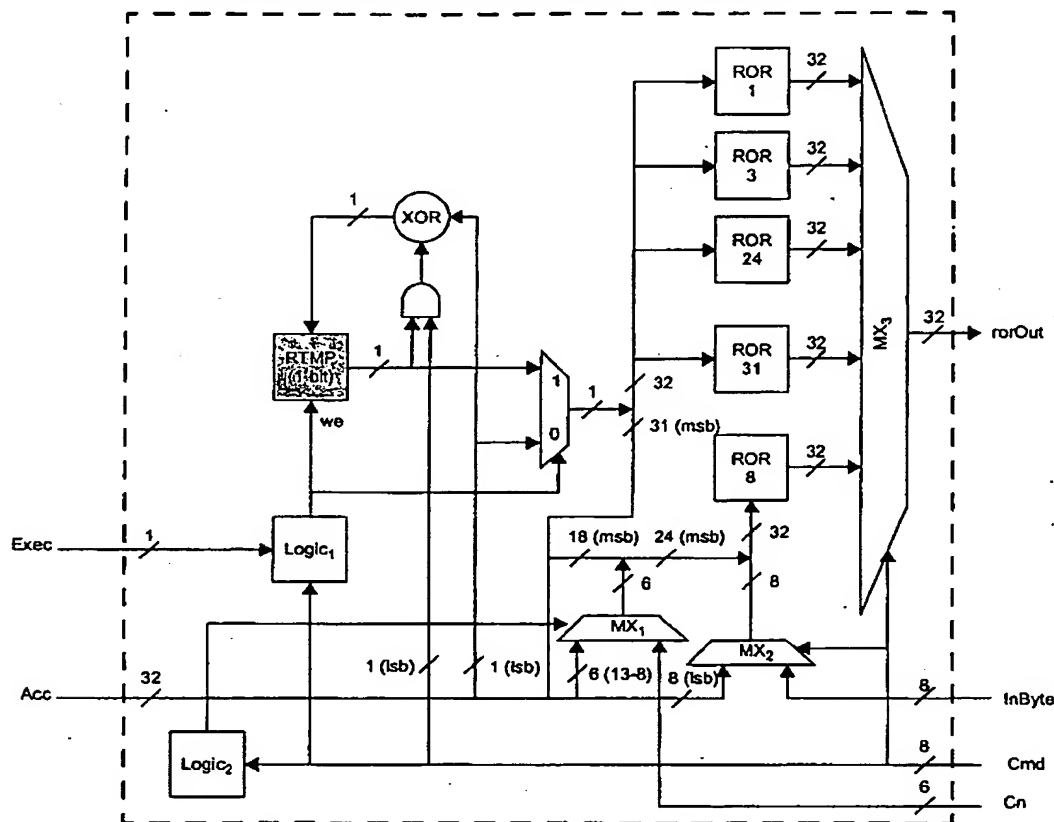 32
ROR
1
32
ROR
3
1
XOR
32
ROR
24
MX3
32
rorOut
RTMP
(1-bit)
1
1
32
ROR
31
32
we
0
1
31 (msb)
32
ROR
8
Exec
1
Logic1
18 (msb)
24 (msb)
32
6
8
MX1
MX2
1 (lsb)
1 (lsb)
6 (13-8)
8 (lsb)
Acc
32
8
InByte
Logic2
8
Cmd
6
Cn